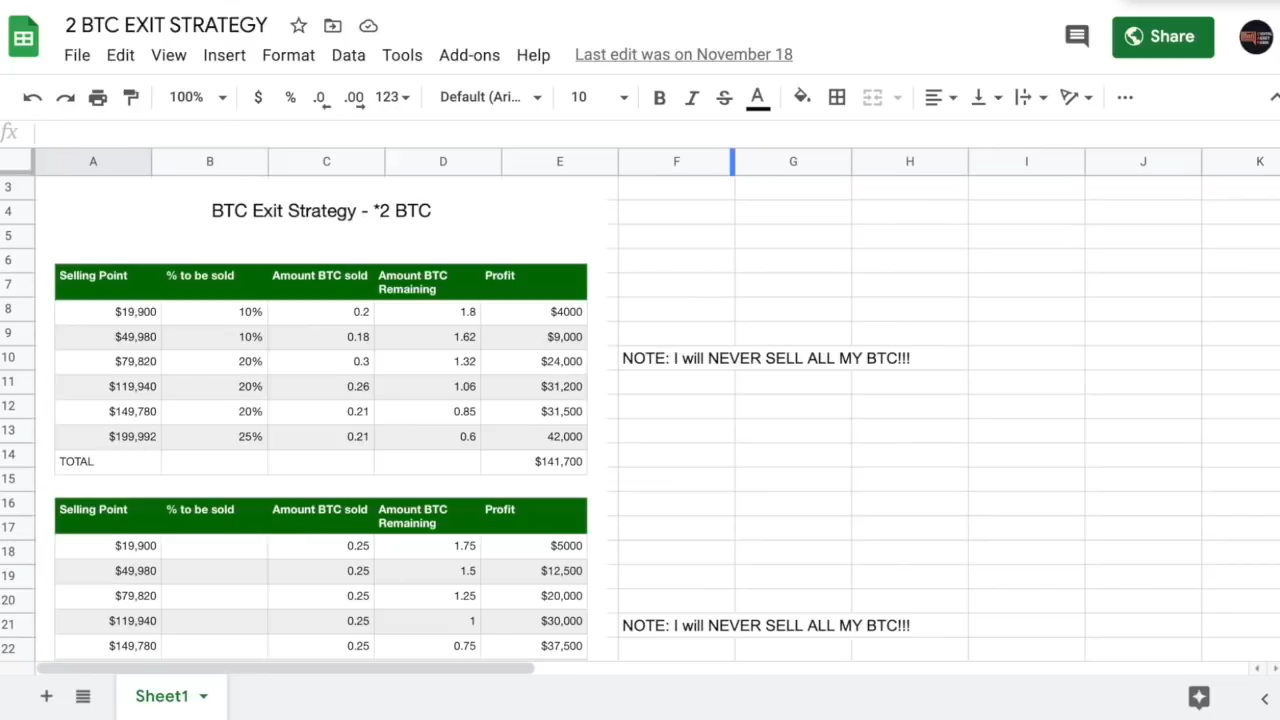 2 BTC EXIT STRATEGY
File Edit View Insert Format Data Tools Add-ons Help Last edit was on November 18
Share
100% $ % .0 .00 123 Default (Ari... 10 B I S A ...
fx
A B C D E F G H I J K
3
4 BTC Exit Strategy - *2 BTC
5
6
7 Selling Point % to be sold Amount BTC sold Amount BTC Remaining Profit
8 $19,900 10% 0.2 1.8 $4000
9 $49,980 10% 0.18 1.62 $9,000
10 $79,820 20% 0.3 1.32 $24,000 NOTE: I will NEVER SELL ALL MY BTC!!!
11 $119,940 20% 0.26 1.06 $31,200
12 $149,780 20% 0.21 0.85 $31,500
13 $199,992 25% 0.21 0.6 42,000
14 TOTAL $141,700
15
16 Selling Point % to be sold Amount BTC sold Amount BTC
17 Remaining Profit
18 $19,900 0.25 1.75 $5000
19 $49,980 0.25 1.5 $12,500
20 $79,820 0.25 1.25 $20,000
21 $119,940 0.25 1 $30,000 NOTE: I will NEVER SELL ALL MY BTC!!!
22 $149,780 0.25 0.75 $37,500
Sheet1